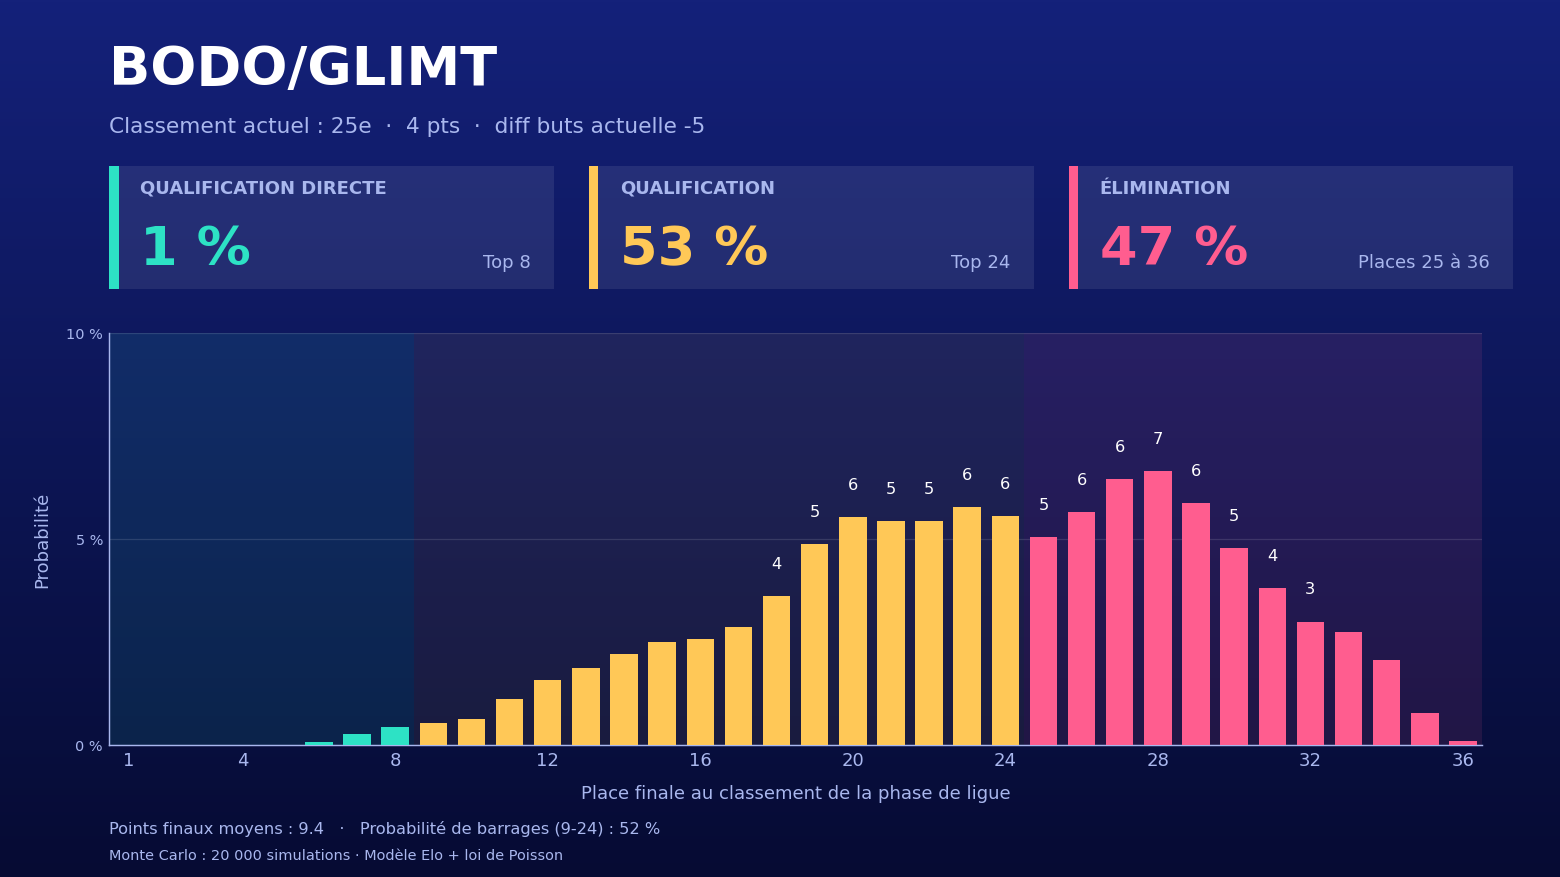 BODO/GLIMT
Classement actuel : 25e · 4 pts · diff buts actuelle -5
QUALIFICATION DIRECTE
1 %
Top 8
QUALIFICATION
53 %
Top 24
ÉLIMINATION
47 %
Places 25 à 36
10 %
5 %
0 %
Probabilité
4 5 6 5 5 6 6 5 6 6 7 6 5 4 3
1 4 8 12 16 20 24 28 32 36
Place finale au classement de la phase de ligue
Points finaux moyens : 9.4 · Probabilité de barrages (9-24) : 52 %
Monte Carlo : 20 000 simulations · Modèle Elo + loi de Poisson